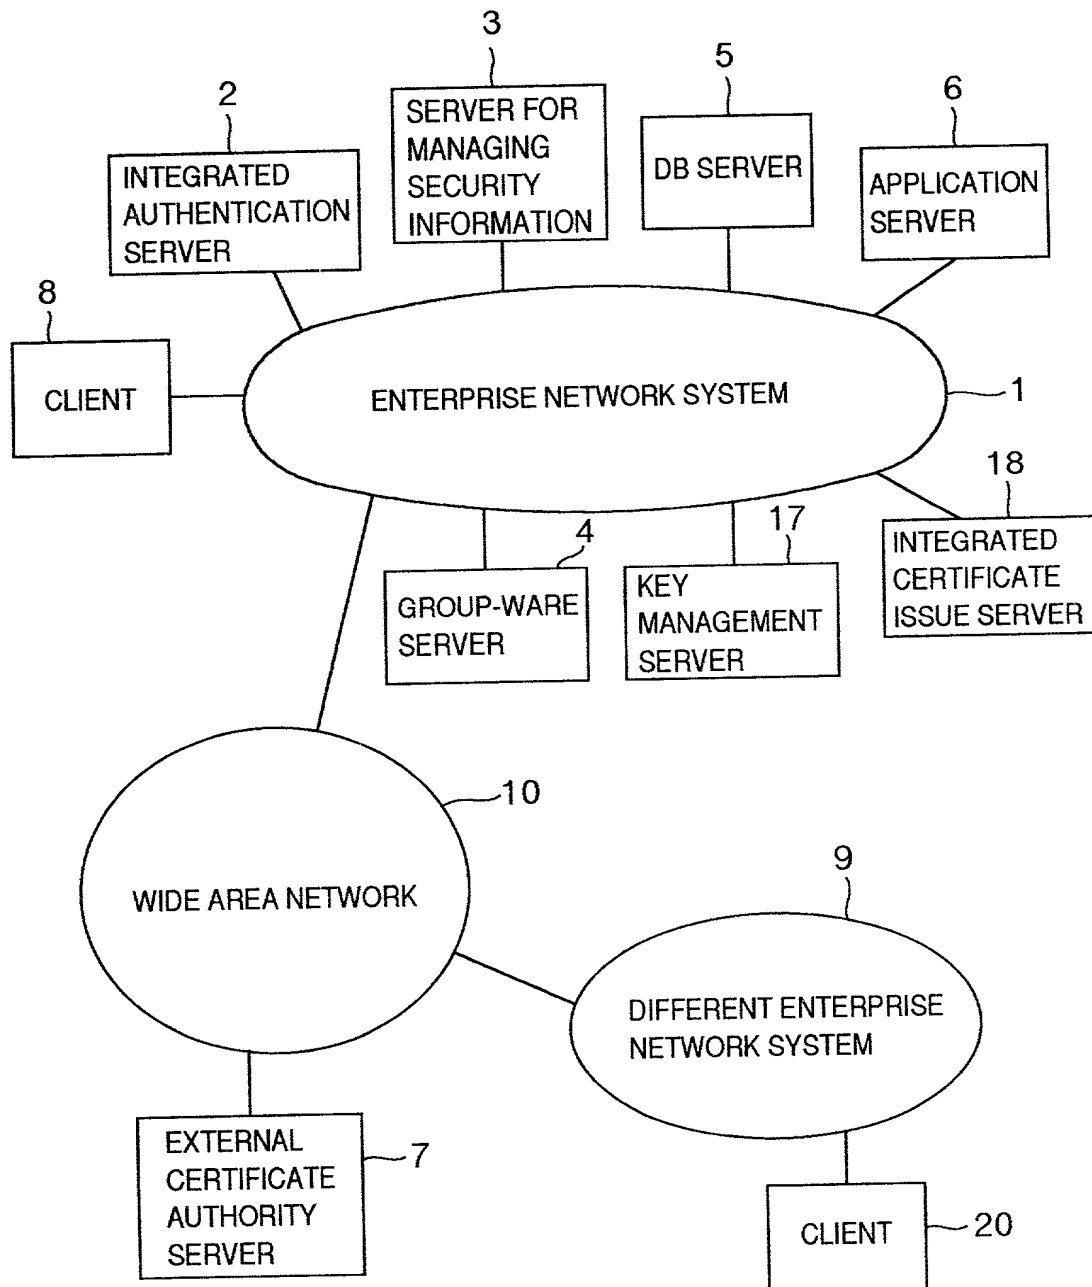 3
5
2
6
SERVER FOR
MANAGING
SECURITY
INFORMATION
DB SERVER
INTEGRATED
AUTHENTICATION
SERVER
APPLICATION
SERVER
8
CLIENT
ENTERPRISE NETWORK SYSTEM
1
18
4
17
INTEGRATED
CERTIFICATE
ISSUE SERVER
GROUP-WARE
SERVER
KEY
MANAGEMENT
SERVER
10
WIDE AREA NETWORK
9
DIFFERENT ENTERPRISE
NETWORK SYSTEM
EXTERNAL
CERTIFICATE
AUTHORITY
SERVER
7
CLIENT
20